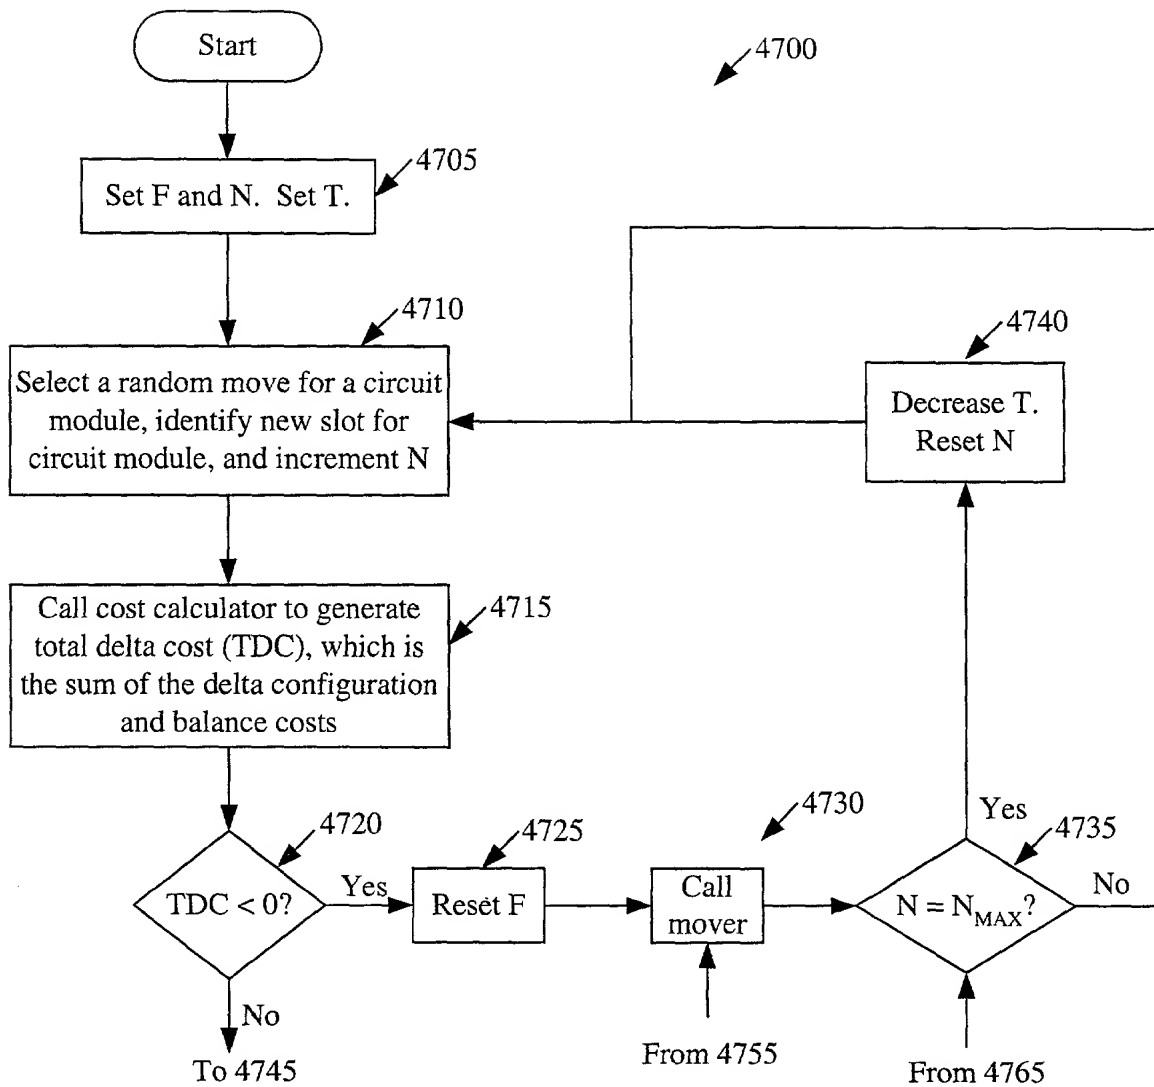 Start
4700
4705
Set F and N. Set T.
4710
4740
Select a random move for a circuit
module, identify new slot for
circuit module, and increment N
Decrease T.
Reset N
4715
Call cost calculator to generate
total delta cost (TDC), which is
the sum of the delta configuration
and balance costs
4720
4725
4730
Yes
4735
TDC < 0?
Yes
Reset F
Call
mover
N = NMAX?
No
No
To 4745
From 4755
From 4765